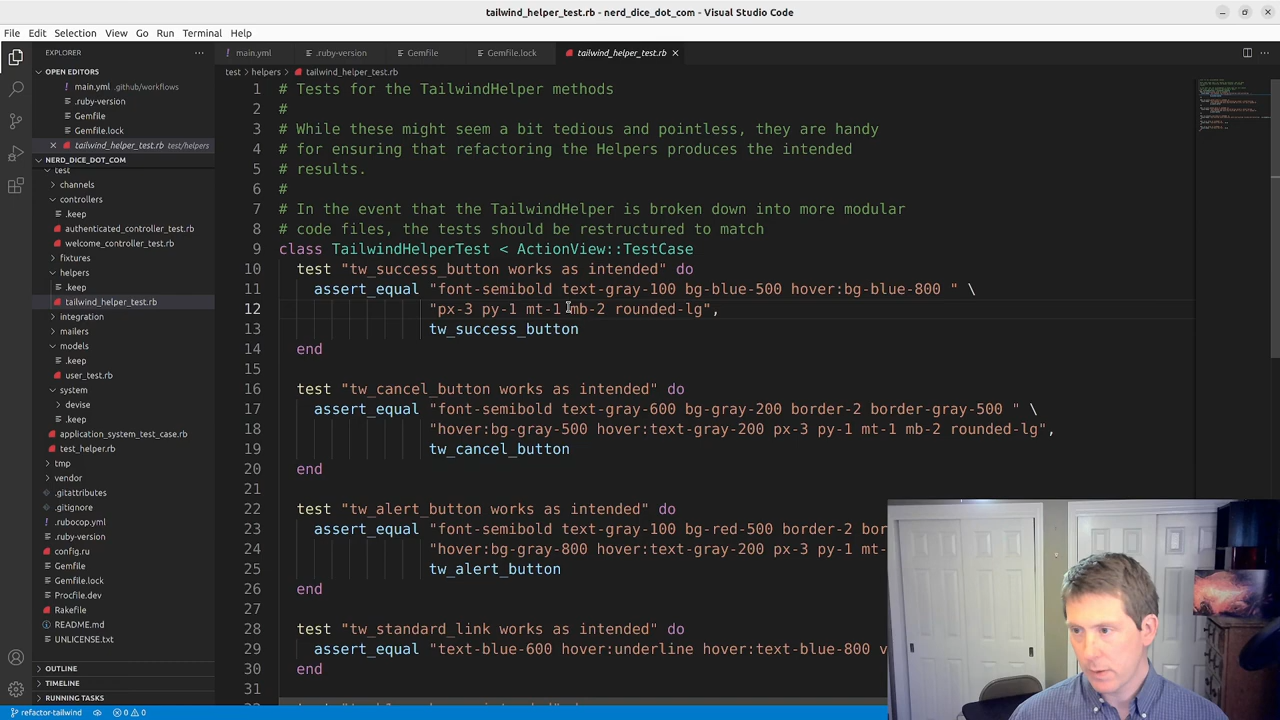 tailwind_helper_test.rb - nerd_dice_dot_com - Visual Studio Code
File Edit Selection View Go Run Terminal Help
EXPLORER
OPEN EDITORS
main.yml .github/workflows
.ruby-version
Gemfile
Gemfile.lock
tailwind_helper_test.rb test/helpers
NERD_DICE_DOT_COM
test
channels
controllers
.keep
authenticated_controller_test.rb
welcome_controller_test.rb
fixtures
helpers
.keep
tailwind_helper_test.rb
integration
mailers
models
.keep
user_test.rb
system
devise
.keep
application_system_test_case.rb
test_helper.rb
tmp
vendor
.gitattributes
.gitignore
.rubocop.yml
.ruby-version
config.ru
Gemfile
Gemfile.lock
Procfile.dev
Rakefile
README.md
UNLICENSE.txt
OUTLINE
TIMELINE
RUNNING TASKS
main.yml .ruby-version Gemfile Gemfile.lock tailwind_helper_test.rb
test > helpers > tailwind_helper_test.rb
1 # Tests for the TailwindHelper methods
2 #
3 # While these might seem a bit tedious and pointless, they are handy
4 # for ensuring that refactoring the Helpers produces the intended
5 # results.
6 #
7 # In the event that the TailwindHelper is broken down into more modular
8 # code files, the tests should be restructured to match
9 class TailwindHelperTest < ActionView::TestCase
10 test "tw_success_button works as intended" do
11 assert_equal "font-semibold text-gray-100 bg-blue-500 hover:bg-blue-800 " \
12 "px-3 py-1 mt-1 mb-2 rounded-lg",
13 tw_success_button
14 end
15
16 test "tw_cancel_button works as intended" do
17 assert_equal "font-semibold text-gray-600 bg-gray-200 border-2 border-gray-500 " \
18 "hover:bg-gray-500 hover:text-gray-200 px-3 py-1 mt-1 mb-2 rounded-lg",
19 tw_cancel_button
20 end
21
22 test "tw_alert_button works as intended" do
23 assert_equal "font-semibold text-gray-100 bg-red-500 border-2 bor
24 "hover:bg-gray-800 hover:text-gray-200 px-3 py-1 mt-
25 tw_alert_button
26 end
27
28 test "tw_standard_link works as intended" do
29 assert_equal "text-blue-600 hover:underline hover:text-blue-800 v
30 end
31
refactor-tailwind 0 0